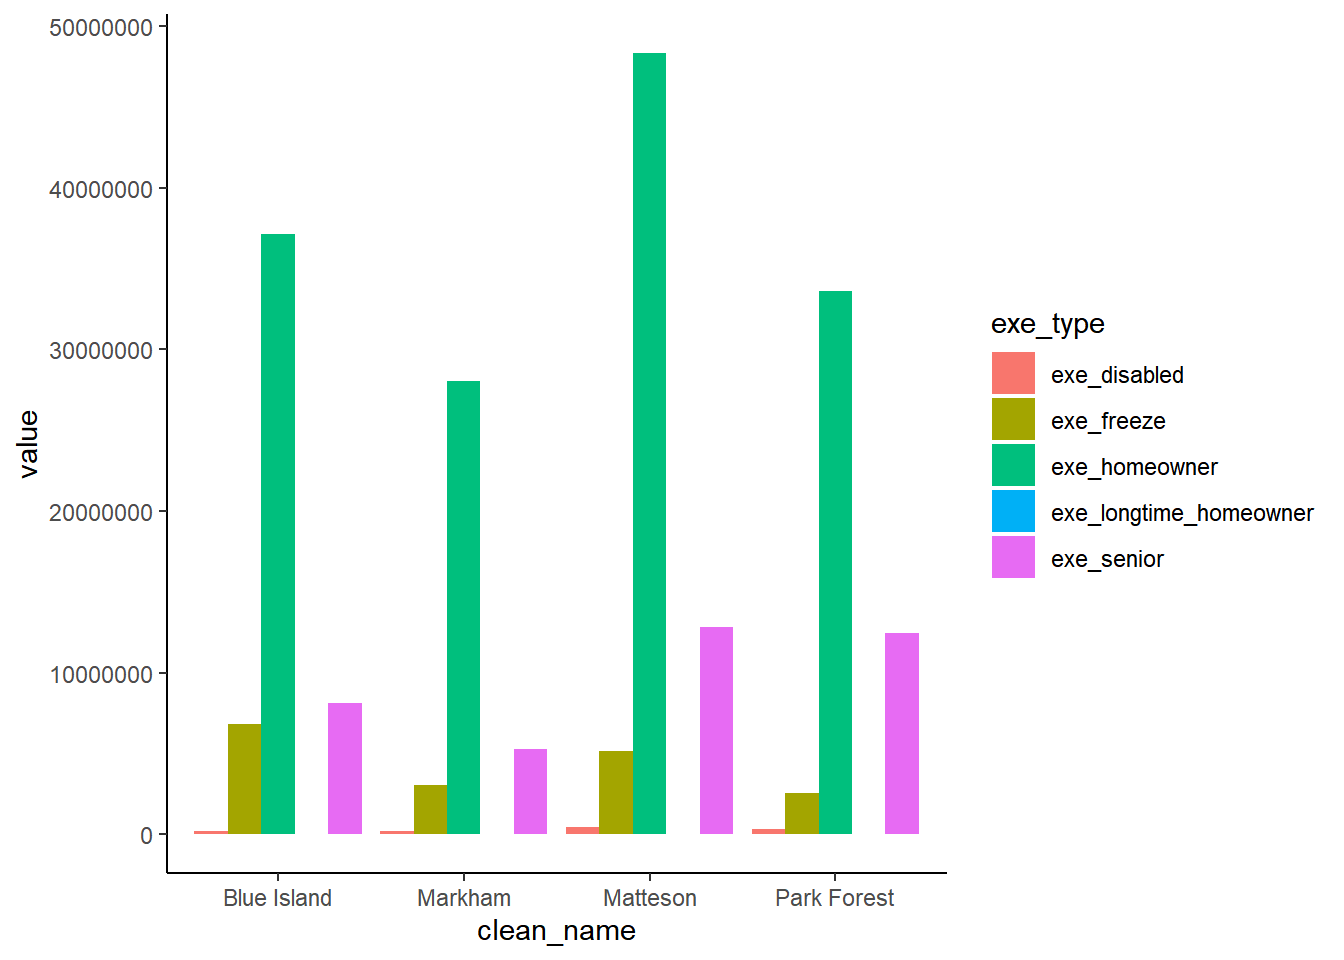 50000000
40000000
30000000
20000000
10000000
0
value
Blue Island
Markham
Matteson
Park Forest
clean_name
exe_type
exe_disabled
exe_freeze
exe_homeowner
exe_longtime_homeowner
exe_senior